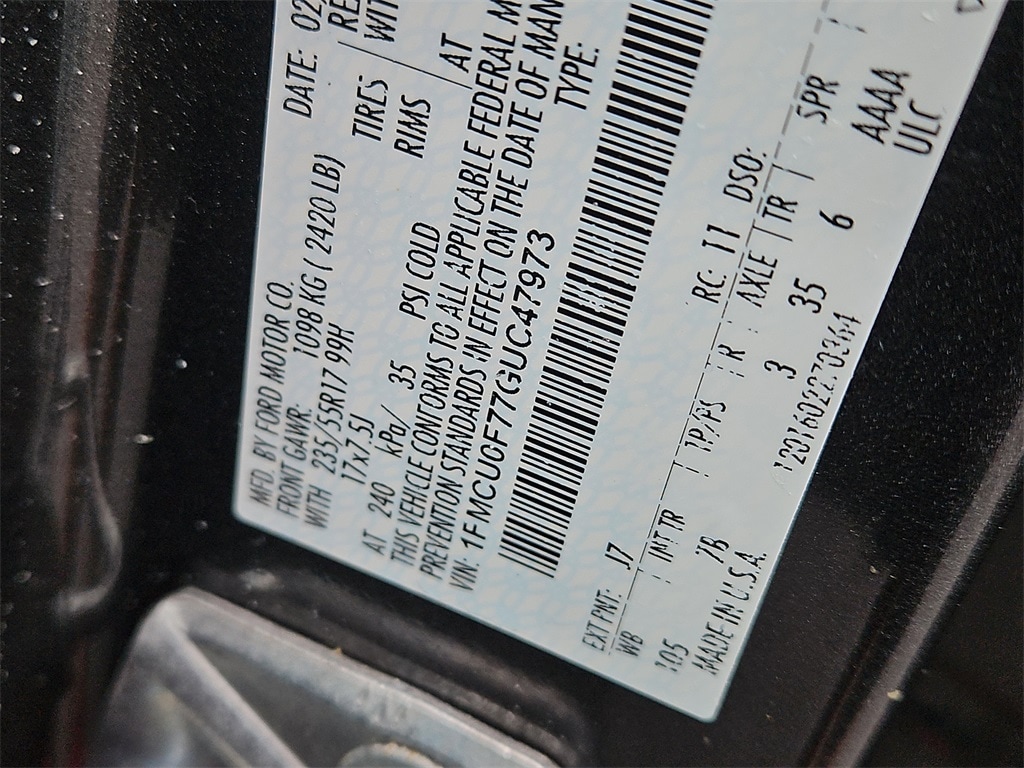 MFD. BY FORD MOTOR CO.
DATE: 02
FRONT GAWR: 1098 KG ( 2420 LB)
WITH 235/55R17 99H TIRES WIT
17x7.5J RIMS
AT 240 kPa/ 35 PSI COLD AT
THIS VEHICLE CONFORMS TO ALL APPLICABLE FEDERAL M
PREVENTION STANDARDS IN EFFECT ON THE DATE OF MAN
VIN: 1FMCU0F77GUC47973 TYPE:
EXT PNT: J7 RC: 11 DSO:
WB INT TR TP/PS R AXLE TR SPR
105 7B 3 35 6 AAAA
MADE IN U.S.A. ULC